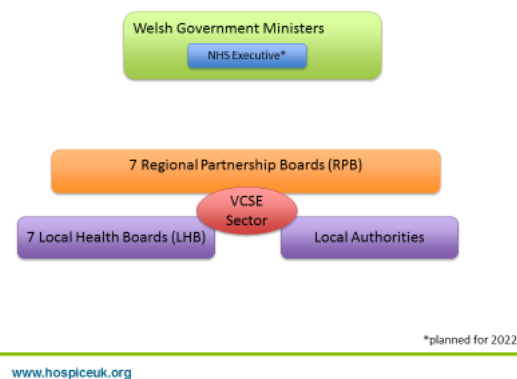 Welsh Government Ministers
NHS Executive*
7 Regional Partnership Boards (RPB)
VCSE
Sector
7 Local Health Boards (LHB)
Local Authorities
*planned for 2022
www.hospiceuk.org